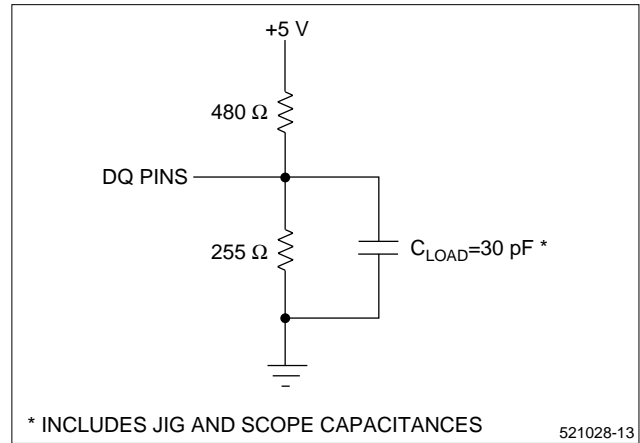 +5 V
480 Ω
DQ PINS
255 Ω
C_LOAD=30 pF *
* INCLUDES JIG AND SCOPE CAPACITANCES
521028-13